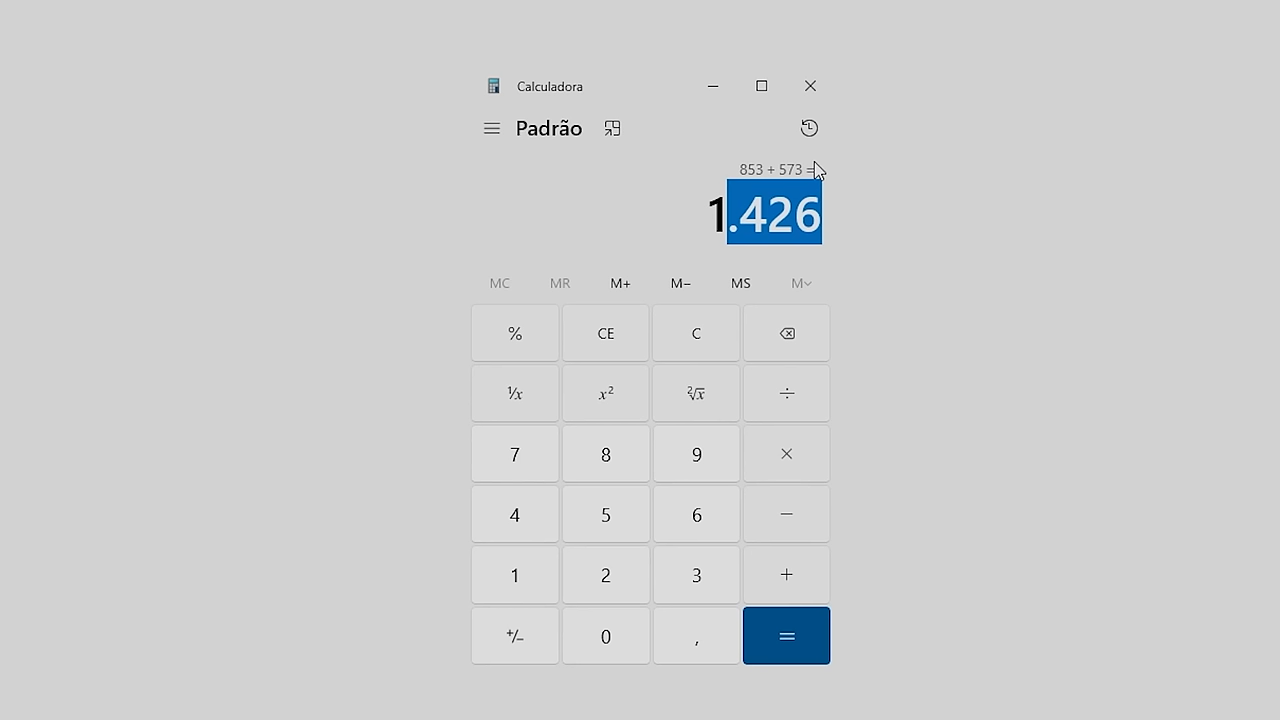 Calculadora
Padrão
853 + 573 =
1.426
MC MR M+ M− MS M
% CE C
1/x x² ²√x ÷
7 8 9 ×
4 5 6 −
1 2 3 +
+/− 0 , =